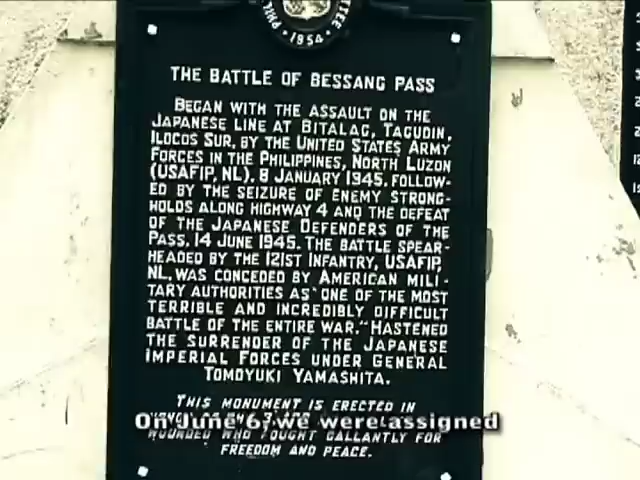 1954
THE BATTLE OF BESSANG PASS
BEGAN WITH THE ASSAULT ON THE
JAPANESE LINE AT BITALAG, TAGUDIN,
ILOCOS SUR, BY THE UNITED STATES ARMY
FORCES IN THE PHILIPPINES, NORTH LUZON
(USAFIP, NL), 8 JANUARY 1945. FOLLOW-
ED BY THE SEIZURE OF ENEMY STRONG-
HOLDS ALONG HIGHWAY 4 AND THE DEFEAT
OF THE JAPANESE DEFENDERS OF THE
PASS, 14 JUNE 1945. THE BATTLE SPEAR-
HEADED BY THE 121ST INFANTRY, USAFIP,
NL, WAS CONCEDED BY AMERICAN MILI-
TARY AUTHORITIES AS "ONE OF THE MOST
TERRIBLE AND INCREDIBLY DIFFICULT
BATTLE OF THE ENTIRE WAR." HASTENED
THE SURRENDER OF THE JAPANESE
IMPERIAL FORCES UNDER GENERAL
TOMOYUKI YAMASHITA.
THIS MONUMENT IS ERECTED IN
On June 6, we were assigned
WOUNDED WHO FOUGHT GALLANTLY FOR
FREEDOM AND PEACE.